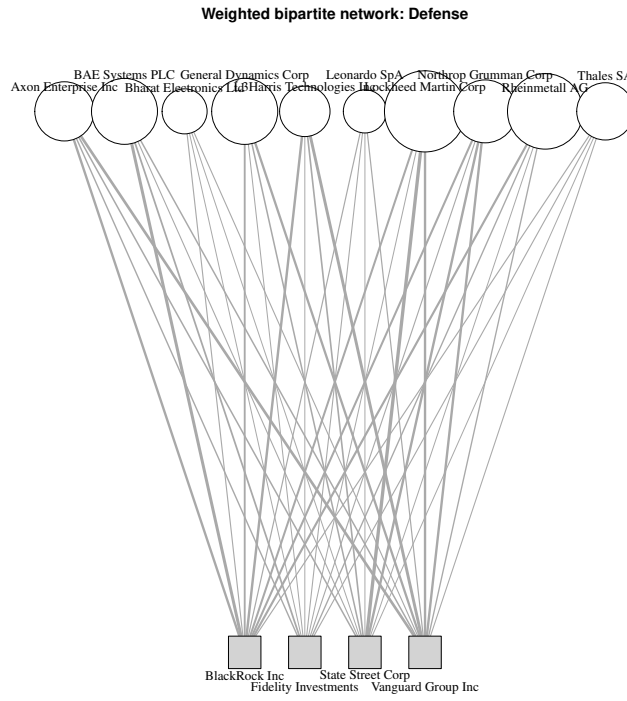 Weighted bipartite network: Defense
BAE Systems PLC General Dynamics Corp Leonardo SpA Northrop Grumman Corp Thales SA
Axon Enterprise Inc Bharat Electronics Ltd L3Harris Technologies Inc Lockheed Martin Corp Rheinmetall AG
BlackRock Inc State Street Corp
Fidelity Investments Vanguard Group Inc